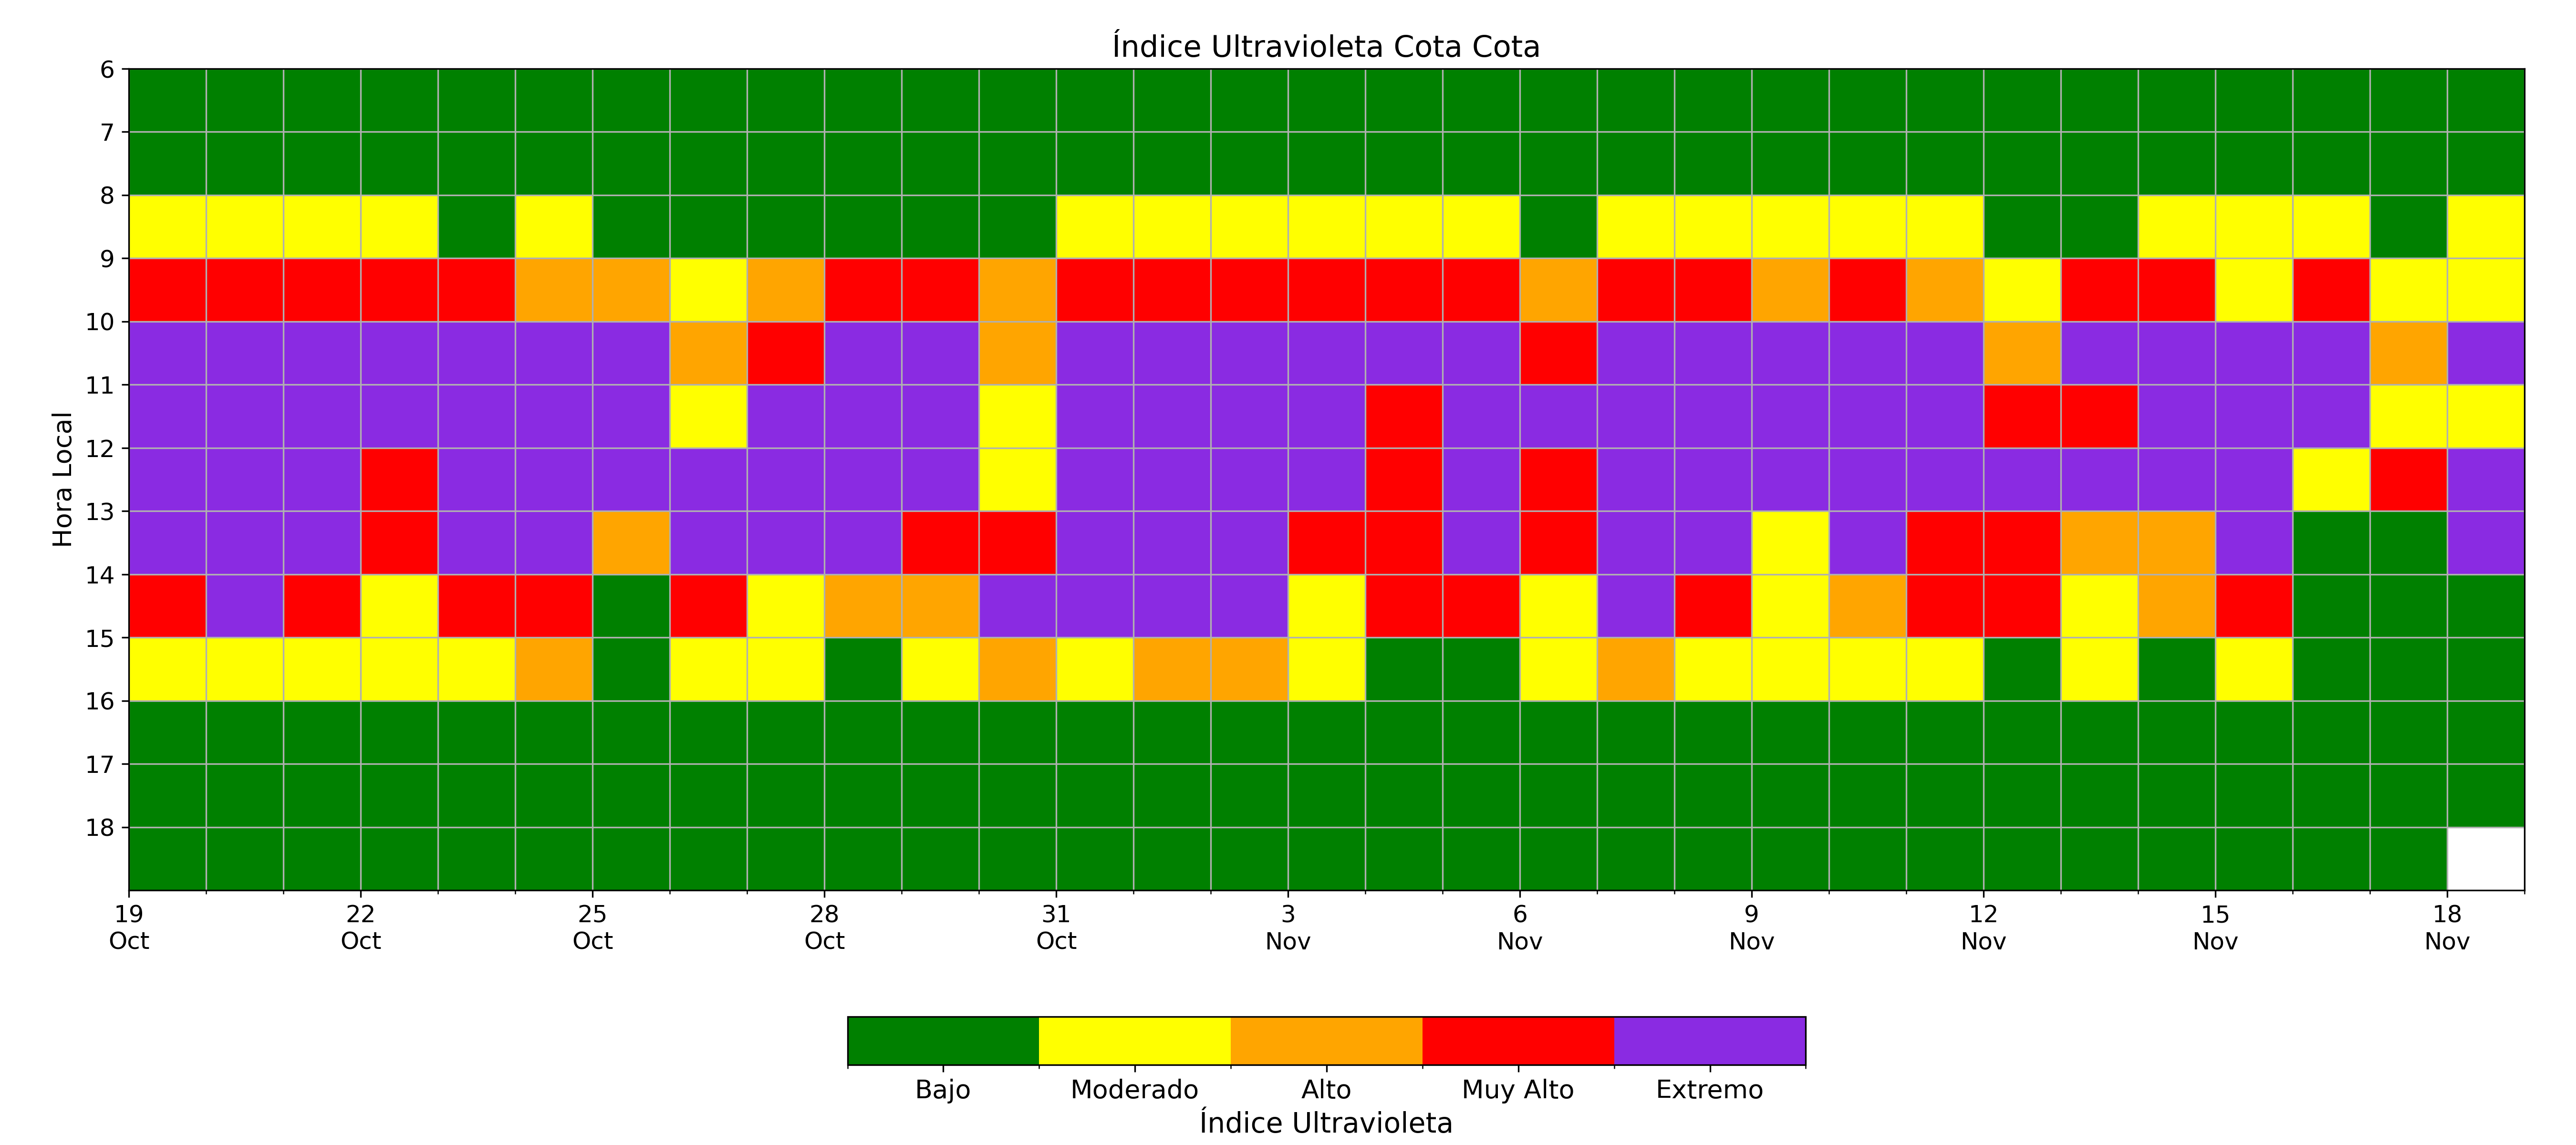 Índice Ultravioleta Cota Cota
Hora Local
6
7
8
9
10
11
12
13
14
15
16
17
18
19 22 25 28 31 3 6 9 12 15 18
Oct Oct Oct Oct Oct Nov Nov Nov Nov Nov Nov
Bajo Moderado Alto Muy Alto Extremo
Índice Ultravioleta